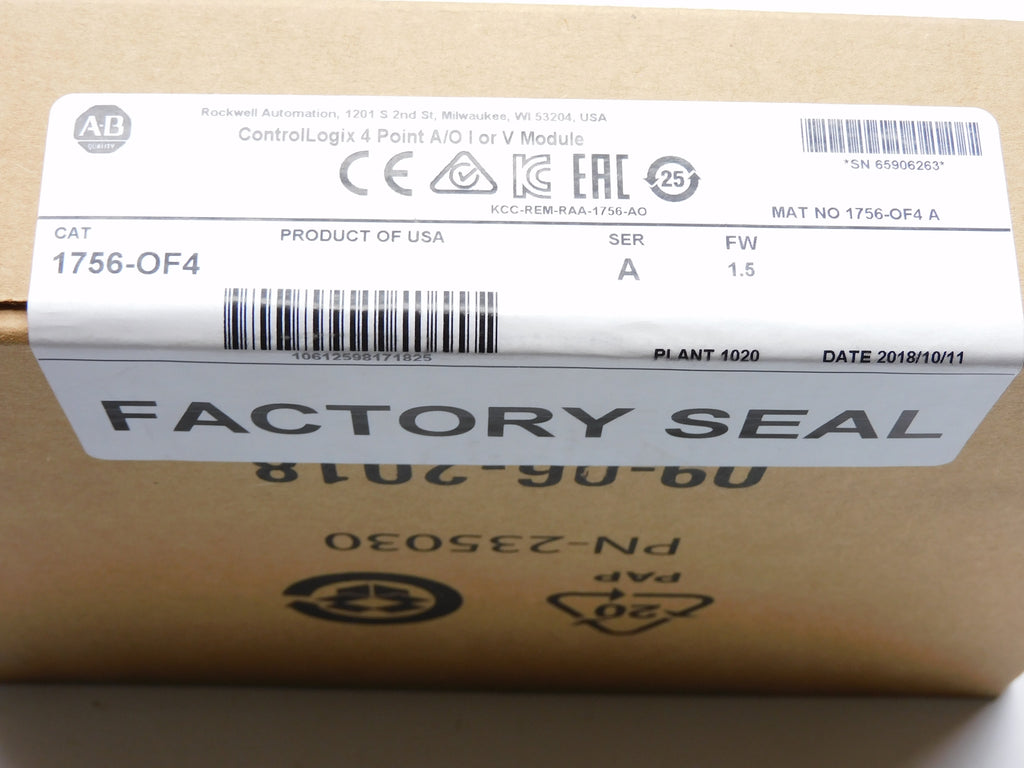 A-B
QUALITY
Rockwell Automation, 1201 S 2nd St, Milwaukee, WI 53204, USA
ControlLogix 4 Point A/O I or V Module
CE KC EAC 25
KCC-REM-RAA-1756-AO
*SN 65906263*
MAT NO 1756-OF4 A
CAT
1756-OF4
PRODUCT OF USA
SER
A
FW
1.5
10612598171825
PLANT 1020
DATE 2018/10/11
FACTORY SEAL
09-06-2018
PN-235030
PAP
20